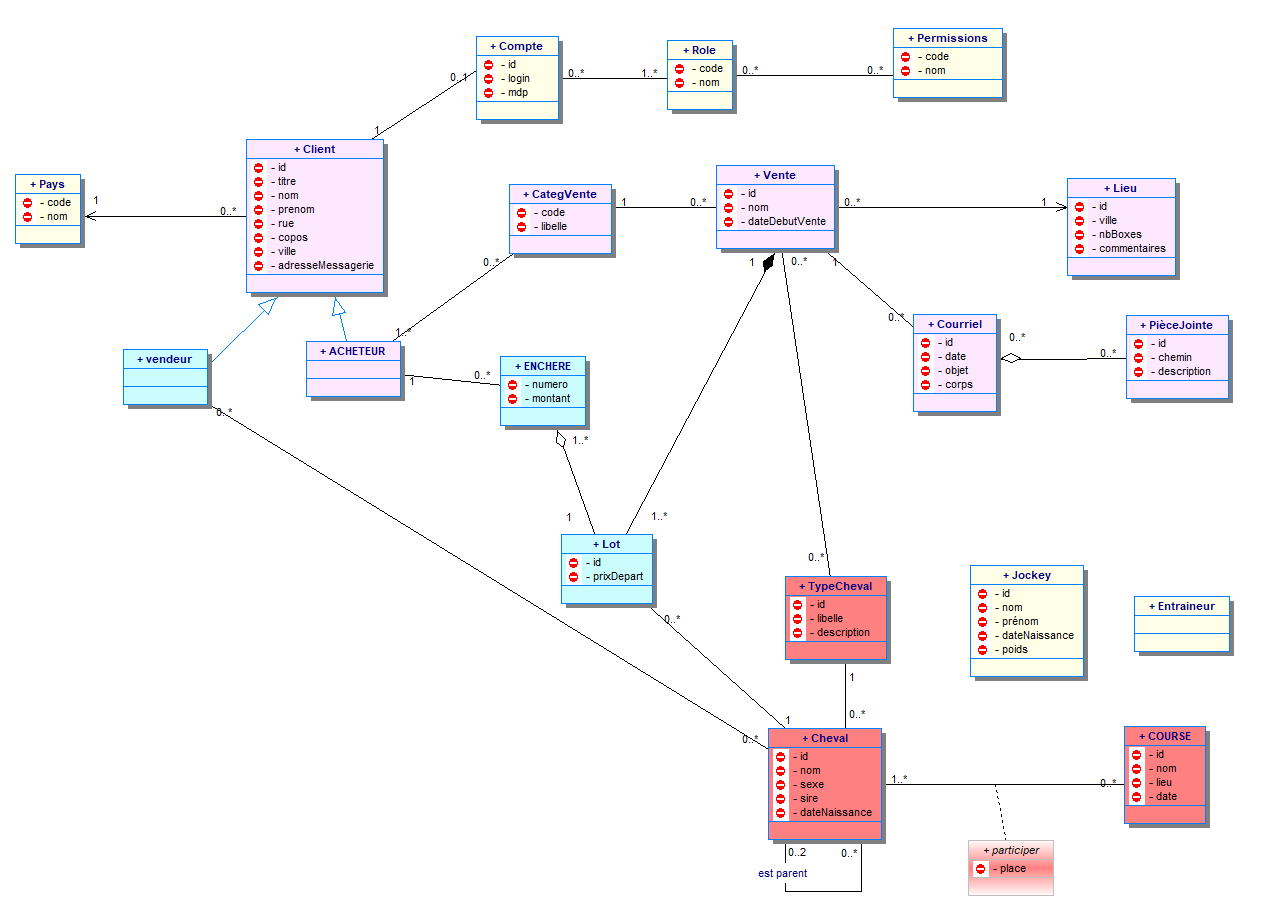 + Compte
- id
- login
- mdp
0..1
1
0..*
1..*
+ Role
- code
- nom
0..*
0..*
+ Permissions
- code
- nom
+ Pays
- code
- nom
1
0..*
+ Client
- id
- titre
- nom
- prenom
- rue
- copos
- ville
- adresseMessagerie
+ CategVente
- code
- libelle
1
0..*
0..*
1..*
+ Vente
- id
- nom
- dateDebutVente
0..*
1
+ Lieu
- id
- ville
- nbBoxes
- commentaires
1
0..*
1
0..*
+ Courriel
- id
- date
- objet
- corps
0..*
0..*
+ PièceJointe
- id
- chemin
- description
+ vendeur
0..*
+ ACHETEUR
1
0..*
+ ENCHERE
- numero
- montant
1..*
1
1..*
+ Lot
- id
- prixDepart
0..*
0..*
+ TypeCheval
- id
- libelle
- description
1
0..*
+ Jockey
- id
- nom
- prénom
- dateNaissance
- poids
+ Entraineur
1
0..*
+ Cheval
- id
- nom
- sexe
- sire
- dateNaissance
1..*
0..*
+ COURSE
- id
- nom
- lieu
- date
0..2
0..*
est parent
+ participer
- place